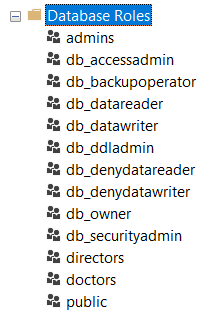 Database Roles
admins
db_accessadmin
db_backupoperator
db_datareader
db_datawriter
db_ddladmin
db_denydatareader
db_denydatawriter
db_owner
db_securityadmin
directors
doctors
public